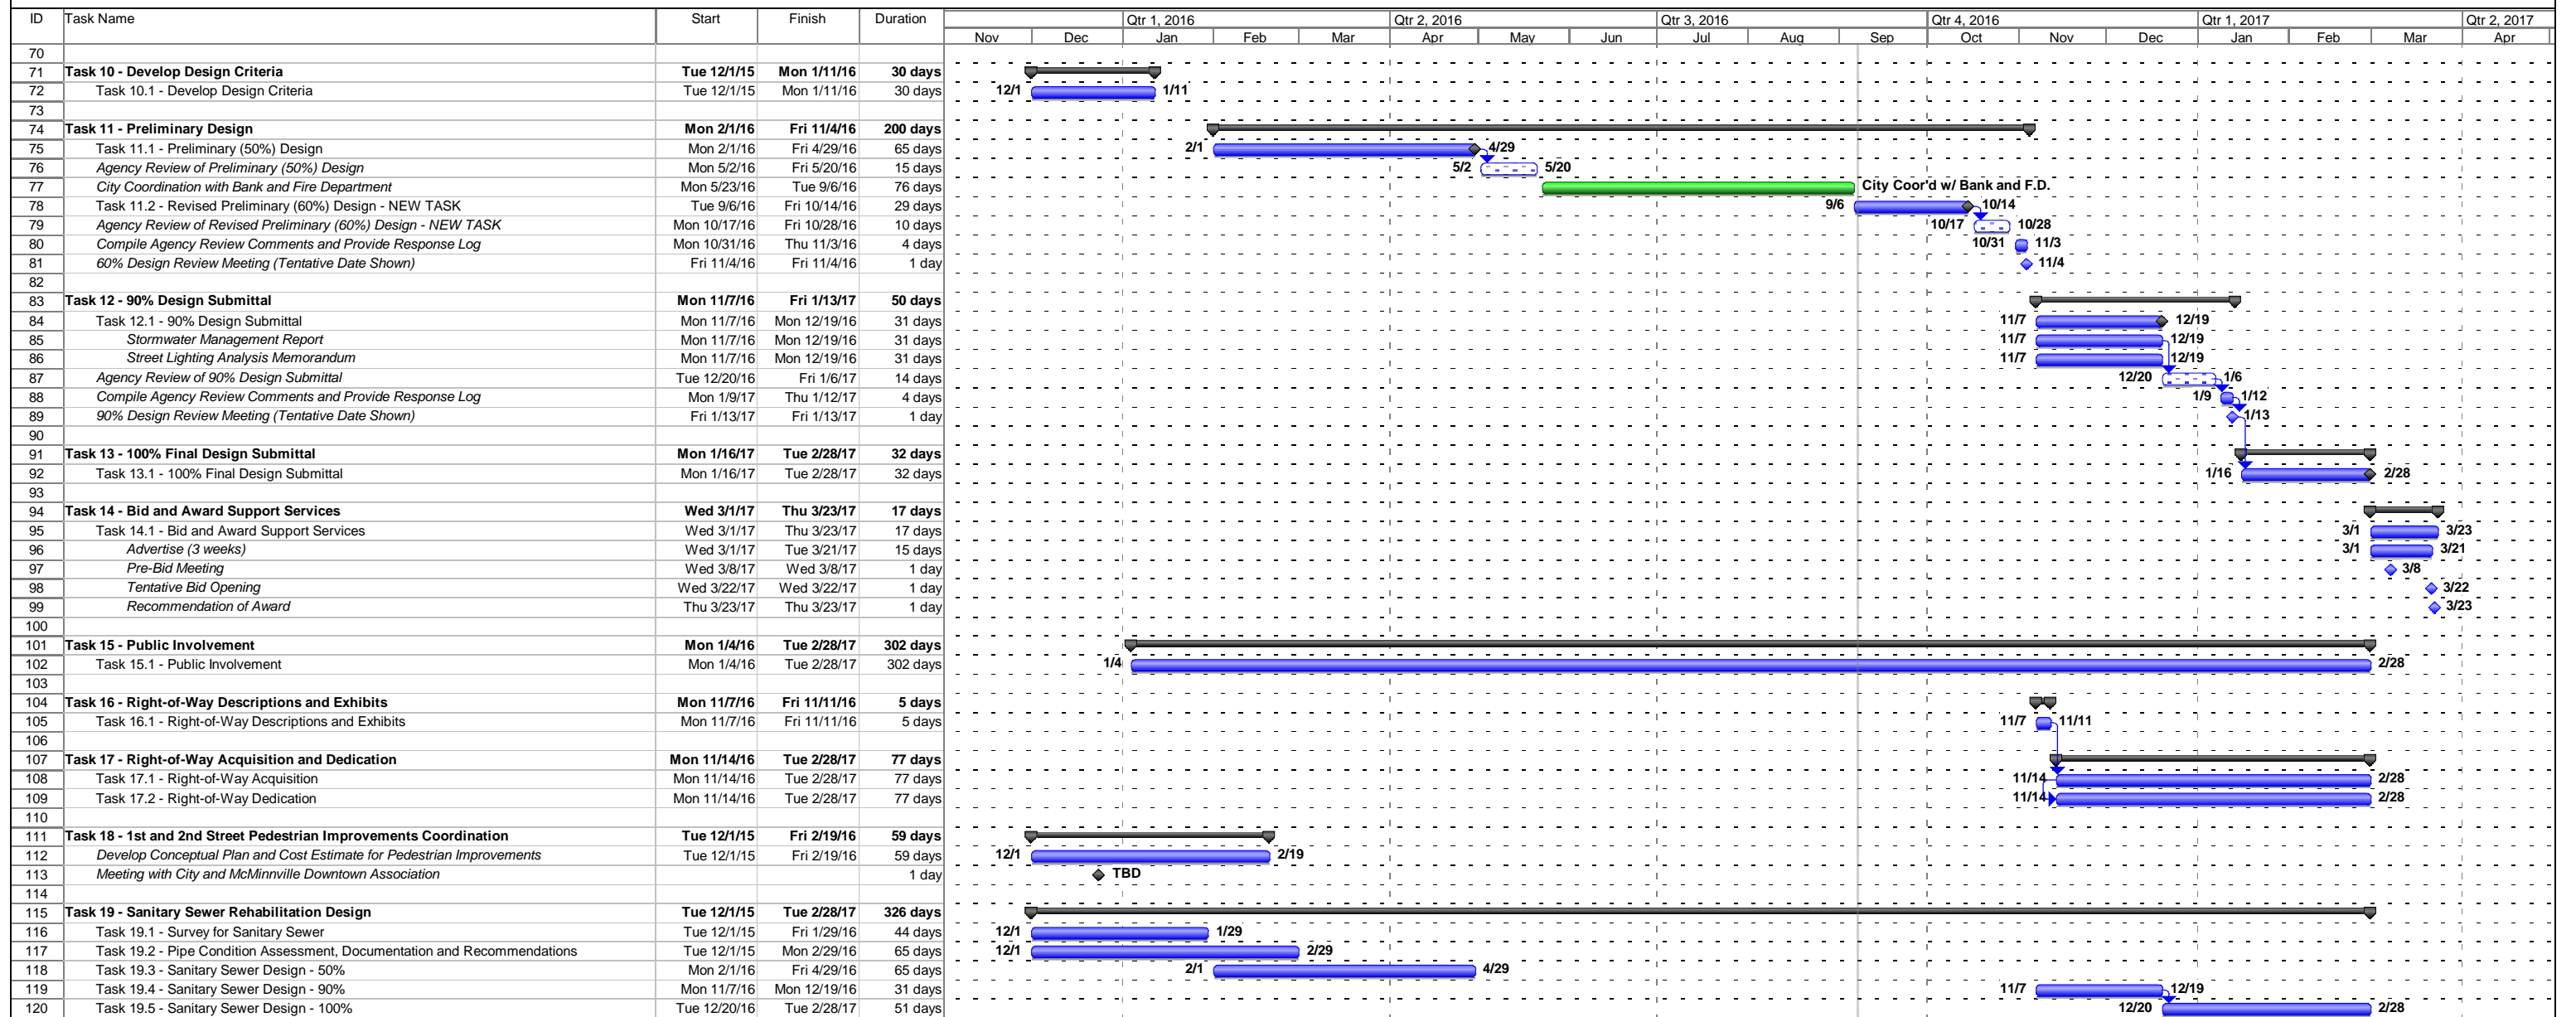 ID Task Name Start Finish Duration Qtr 1, 2016 Qtr 2, 2016 Qtr 3, 2016 Qtr 4, 2016 Qtr 1, 2017 Qtr 2, 2017
Nov Dec Jan Feb Mar Apr May Jun Jul Aug Sep Oct Nov Dec Jan Feb Mar Apr
70
71 Task 10 - Develop Design Criteria Tue 12/1/15 Mon 1/11/16 30 days
72 Task 10.1 - Develop Design Criteria Tue 12/1/15 Mon 1/11/16 30 days 12/1 1/11
73
74 Task 11 - Preliminary Design Mon 2/1/16 Fri 11/4/16 200 days
75 Task 11.1 - Preliminary (50%) Design Mon 2/1/16 Fri 4/29/16 65 days 2/1 4/29
76 Agency Review of Preliminary (50%) Design Mon 5/2/16 Fri 5/20/16 15 days 5/2 5/20
77 City Coordination with Bank and Fire Department Mon 5/23/16 Tue 9/6/16 76 days City Coor'd w/ Bank and F.D.
78 Task 11.2 - Revised Preliminary (60%) Design - NEW TASK Tue 9/6/16 Fri 10/14/16 29 days 9/6 10/14
79 Agency Review of Revised Preliminary (60%) Design - NEW TASK Mon 10/17/16 Fri 10/28/16 10 days 10/17 10/28
80 Compile Agency Review Comments and Provide Response Log Mon 10/31/16 Thu 11/3/16 4 days 10/31 11/3
81 60% Design Review Meeting (Tentative Date Shown) Fri 11/4/16 Fri 11/4/16 1 day 11/4
82
83 Task 12 - 90% Design Submittal Mon 11/7/16 Fri 1/13/17 50 days
84 Task 12.1 - 90% Design Submittal Mon 11/7/16 Mon 12/19/16 31 days 11/7 12/19
85 Stormwater Management Report Mon 11/7/16 Mon 12/19/16 31 days 11/7 12/19
86 Street Lighting Analysis Memorandum Mon 11/7/16 Mon 12/19/16 31 days 11/7 12/19
87 Agency Review of 90% Design Submittal Tue 12/20/16 Fri 1/6/17 14 days 12/20 1/6
88 Compile Agency Review Comments and Provide Response Log Mon 1/9/17 Thu 1/12/17 4 days 1/9 1/12
89 90% Design Review Meeting (Tentative Date Shown) Fri 1/13/17 Fri 1/13/17 1 day 1/13
90
91 Task 13 - 100% Final Design Submittal Mon 1/16/17 Tue 2/28/17 32 days
92 Task 13.1 - 100% Final Design Submittal Mon 1/16/17 Tue 2/28/17 32 days 1/16 2/28
93
94 Task 14 - Bid and Award Support Services Wed 3/1/17 Thu 3/23/17 17 days
95 Task 14.1 - Bid and Award Support Services Wed 3/1/17 Thu 3/23/17 17 days 3/1 3/23
96 Advertise (3 weeks) Wed 3/1/17 Tue 3/21/17 15 days 3/1 3/21
97 Pre-Bid Meeting Wed 3/8/17 Wed 3/8/17 1 day 3/8
98 Tentative Bid Opening Wed 3/22/17 Wed 3/22/17 1 day 3/22
99 Recommendation of Award Thu 3/23/17 Thu 3/23/17 1 day 3/23
100
101 Task 15 - Public Involvement Mon 1/4/16 Tue 2/28/17 302 days
102 Task 15.1 - Public Involvement Mon 1/4/16 Tue 2/28/17 302 days 1/4 2/28
103
104 Task 16 - Right-of-Way Descriptions and Exhibits Mon 11/7/16 Fri 11/11/16 5 days
105 Task 16.1 - Right-of-Way Descriptions and Exhibits Mon 11/7/16 Fri 11/11/16 5 days 11/7 11/11
106
107 Task 17 - Right-of-Way Acquisition and Dedication Mon 11/14/16 Tue 2/28/17 77 days
108 Task 17.1 - Right-of-Way Acquisition Mon 11/14/16 Tue 2/28/17 77 days 11/14 2/28
109 Task 17.2 - Right-of-Way Dedication Mon 11/14/16 Tue 2/28/17 77 days 11/14 2/28
110
111 Task 18 - 1st and 2nd Street Pedestrian Improvements Coordination Tue 12/1/15 Fri 2/19/16 59 days
112 Develop Conceptual Plan and Cost Estimate for Pedestrian Improvements Tue 12/1/15 Fri 2/19/16 59 days 12/1 2/19
113 Meeting with City and McMinnville Downtown Association 1 day TBD
114
115 Task 19 - Sanitary Sewer Rehabilitation Design Tue 12/1/15 Tue 2/28/17 326 days
116 Task 19.1 - Survey for Sanitary Sewer Tue 12/1/15 Fri 1/29/16 44 days 12/1 1/29
117 Task 19.2 - Pipe Condition Assessment, Documentation and Recommendations Tue 12/1/15 Mon 2/29/16 65 days 12/1 2/29
118 Task 19.3 - Sanitary Sewer Design - 50% Mon 2/1/16 Fri 4/29/16 65 days 2/1 4/29
119 Task 19.4 - Sanitary Sewer Design - 90% Mon 11/7/16 Mon 12/19/16 31 days 11/7 12/19
120 Task 19.5 - Sanitary Sewer Design - 100% Tue 12/20/16 Tue 2/28/17 51 days 12/20 2/28